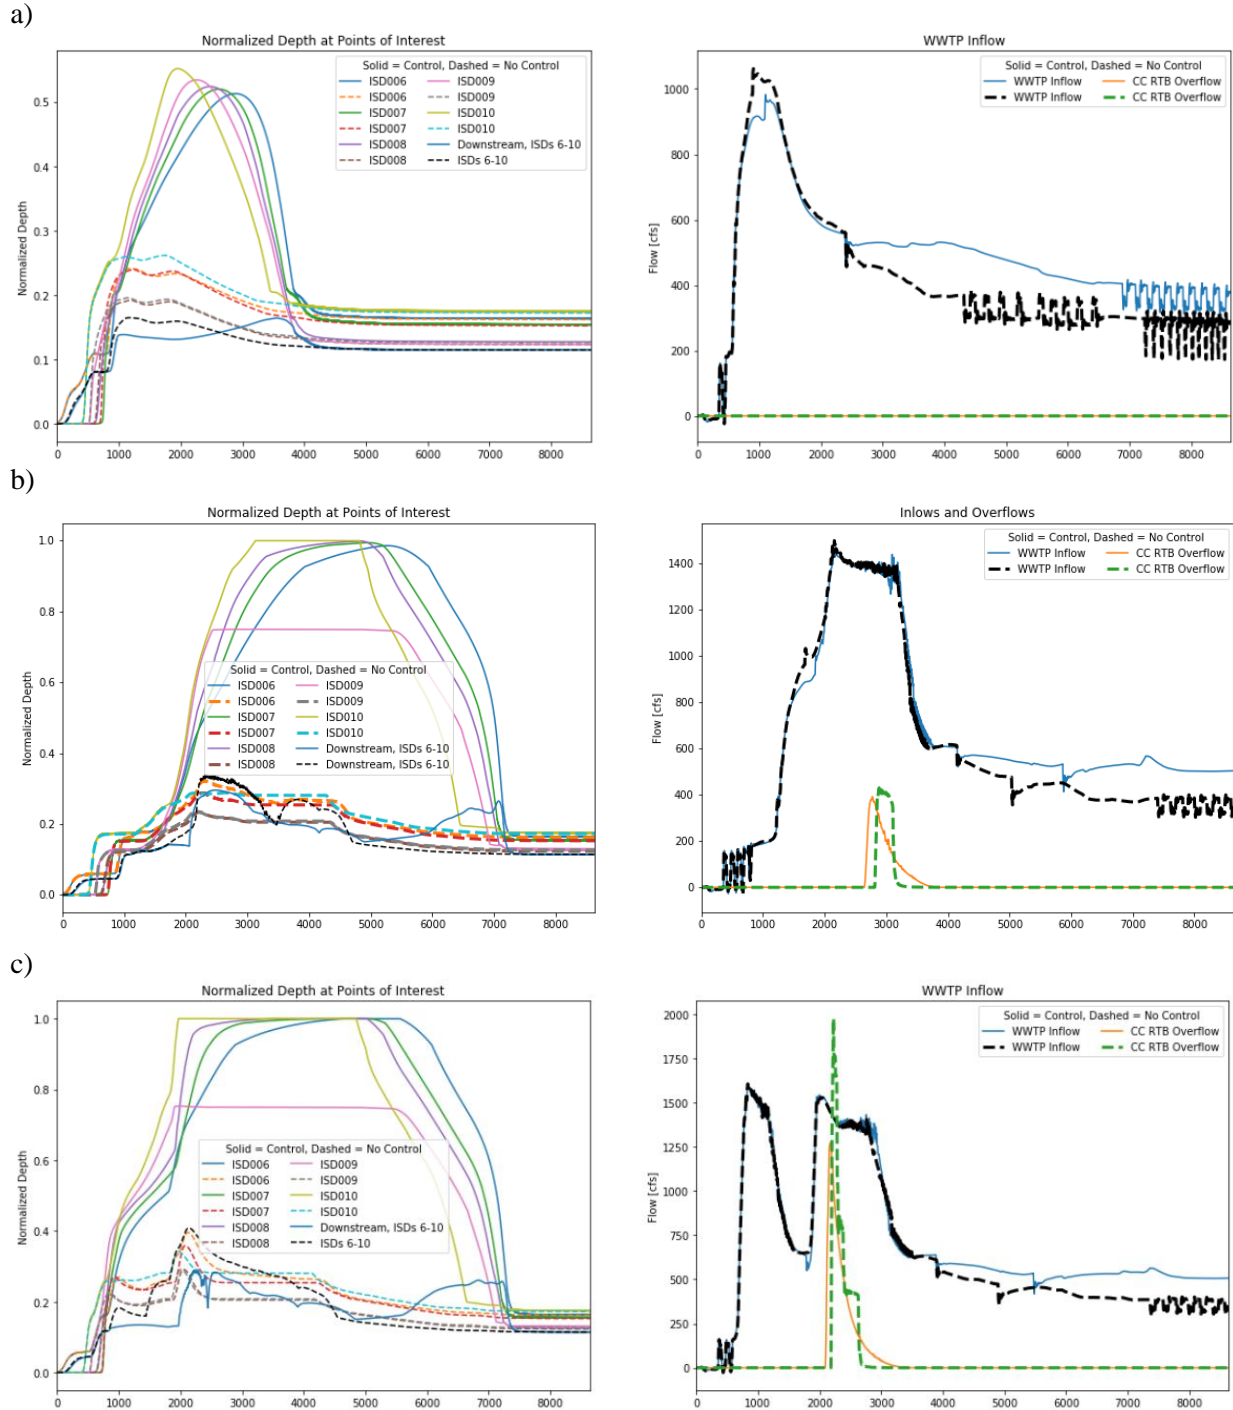 a)
Normalized Depth at Points of Interest
Solid = Control, Dashed = No Control
ISD006 ISD009
ISD006 ISD009
ISD007 ISD010
ISD007 ISD010
ISD008 Downstream, ISDs 6-10
ISD008 ISDs 6-10
Normalized Depth
0.5
0.4
0.3
0.2
0.1
0.0
0 1000 2000 3000 4000 5000 6000 7000 8000
WWTP Inflow
Solid = Control, Dashed = No Control
WWTP Inflow CC RTB Overflow
WWTP Inflow CC RTB Overflow
Flow [cfs]
1000
800
600
400
200
0
0 1000 2000 3000 4000 5000 6000 7000 8000
b)
Normalized Depth at Points of Interest
1.0
0.8
0.6
0.4
0.2
0.0
Normalized Depth
Solid = Control, Dashed = No Control
ISD006 ISD009
ISD006 ISD009
ISD007 ISD010
ISD007 ISD010
ISD008 Downstream, ISDs 6-10
ISD008 Downstream, ISDs 6-10
0 1000 2000 3000 4000 5000 6000 7000 8000
Inlows and Overflows
Solid = Control, Dashed = No Control
WWTP Inflow CC RTB Overflow
WWTP Inflow CC RTB Overflow
Flow [cfs]
1400
1200
1000
800
600
400
200
0
0 1000 2000 3000 4000 5000 6000 7000 8000
c)
Normalized Depth at Points of Interest
1.0
0.8
0.6
0.4
0.2
0.0
Normalized Depth
Solid = Control, Dashed = No Control
ISD006 ISD009
ISD006 ISD009
ISD007 ISD010
ISD007 ISD010
ISD008 Downstream, ISDs 6-10
ISD008 ISDs 6-10
0 1000 2000 3000 4000 5000 6000 7000 8000
WWTP Inflow
Solid = Control, Dashed = No Control
WWTP Inflow CC RTB Overflow
WWTP Inflow CC RTB Overflow
Flow [cfs]
2000
1750
1500
1250
1000
750
500
250
0
0 1000 2000 3000 4000 5000 6000 7000 8000